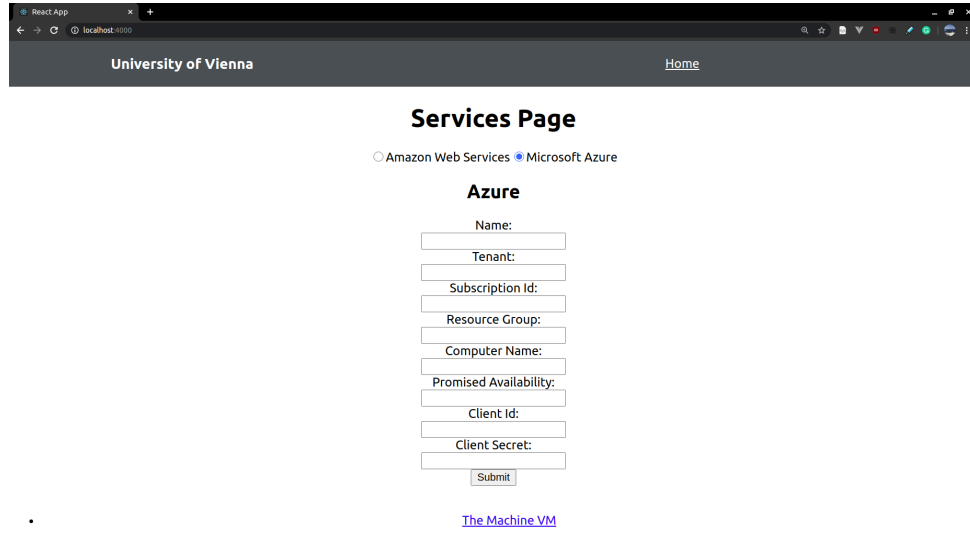 React App
localhost:4000
University of Vienna Home
Services Page
Amazon Web Services Microsoft Azure
Azure
Name:
Tenant:
Subscription Id:
Resource Group:
Computer Name:
Promised Availability:
Client Id:
Client Secret:
Submit
The Machine VM